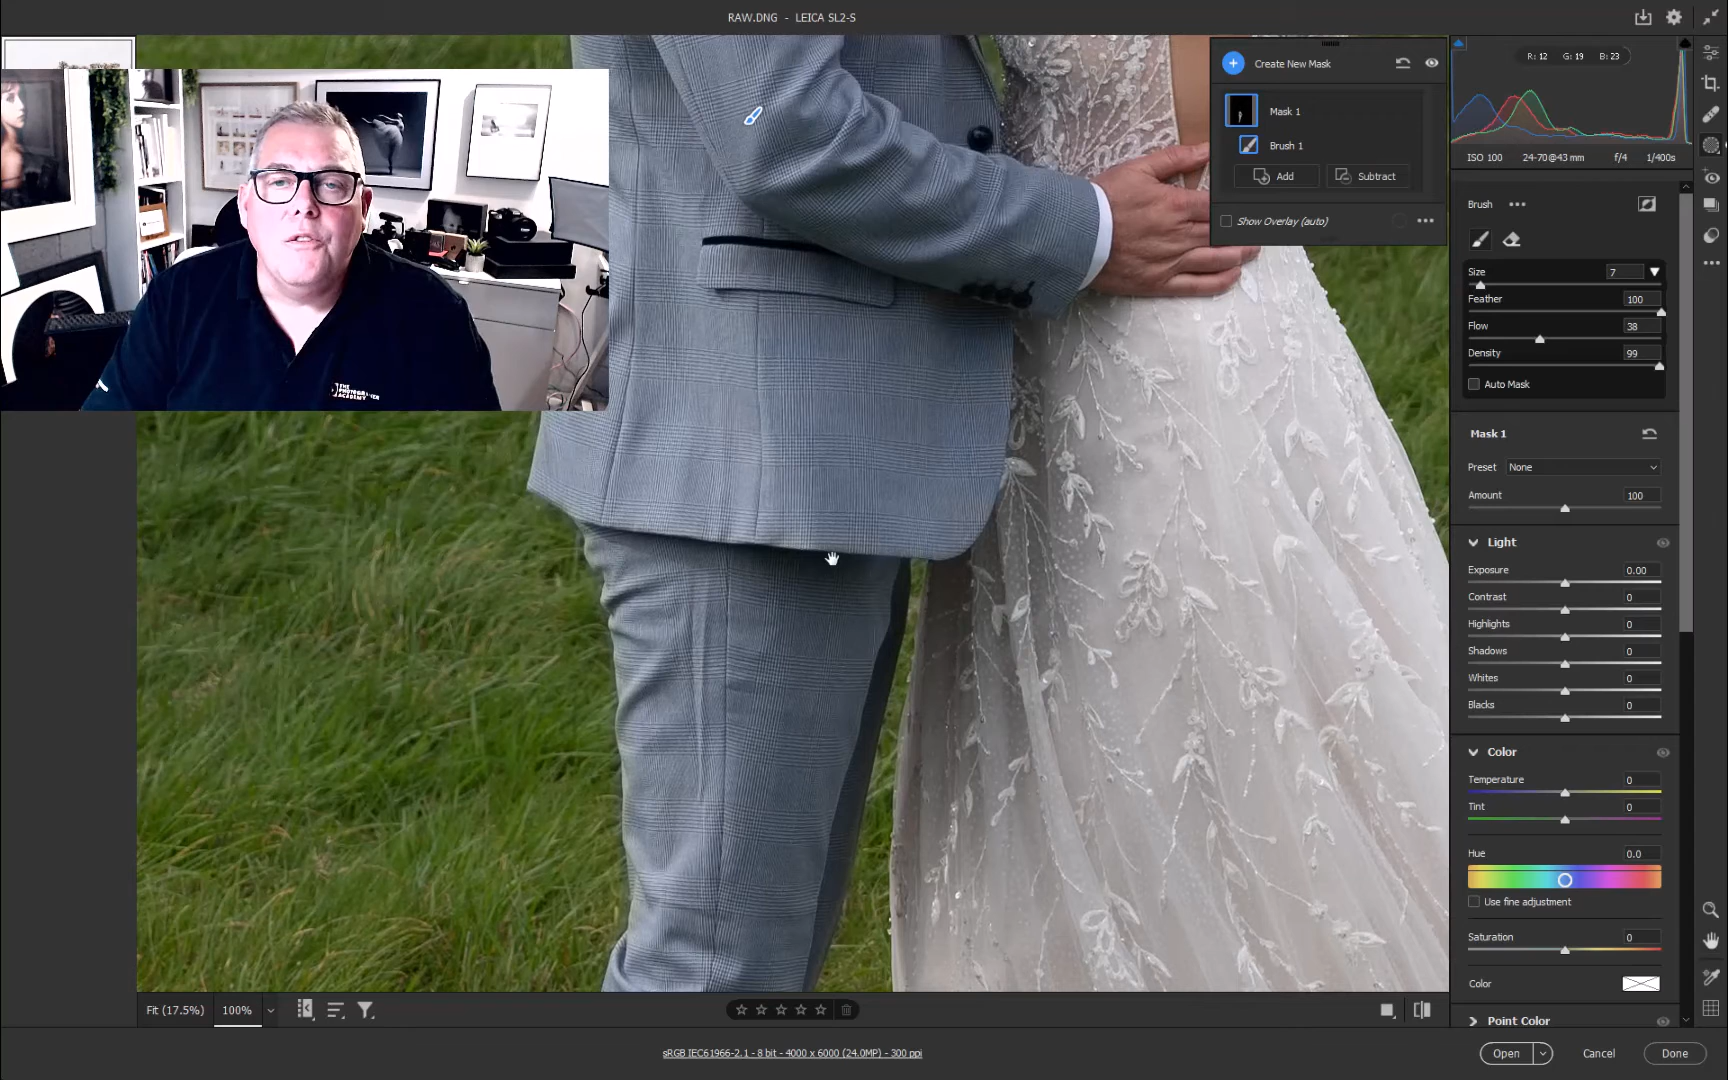 RAW.DNG - LEICA SL2-S
Create New Mask
Mask 1
Brush 1
Add Subtract
Show Overlay (auto)
R: 12 G: 19 B: 23
ISO 100 24-70@43 mm f/4 1/400s
Brush
Size 7
Feather 100
Flow 38
Density 99
Auto Mask
Mask 1
Preset None
Amount 100
Light
Exposure 0.00
Contrast 0
Highlights 0
Shadows 0
Whites 0
Blacks 0
Color
Temperature 0
Tint 0
Hue 0.0
Use fine adjustment
Saturation 0
Color
Point Color
Fit (17.5%) 100%
sRGB IEC61966-2.1 - 8 bit - 4000 x 6000 (24.0MP) - 300 ppi
Open Cancel Done